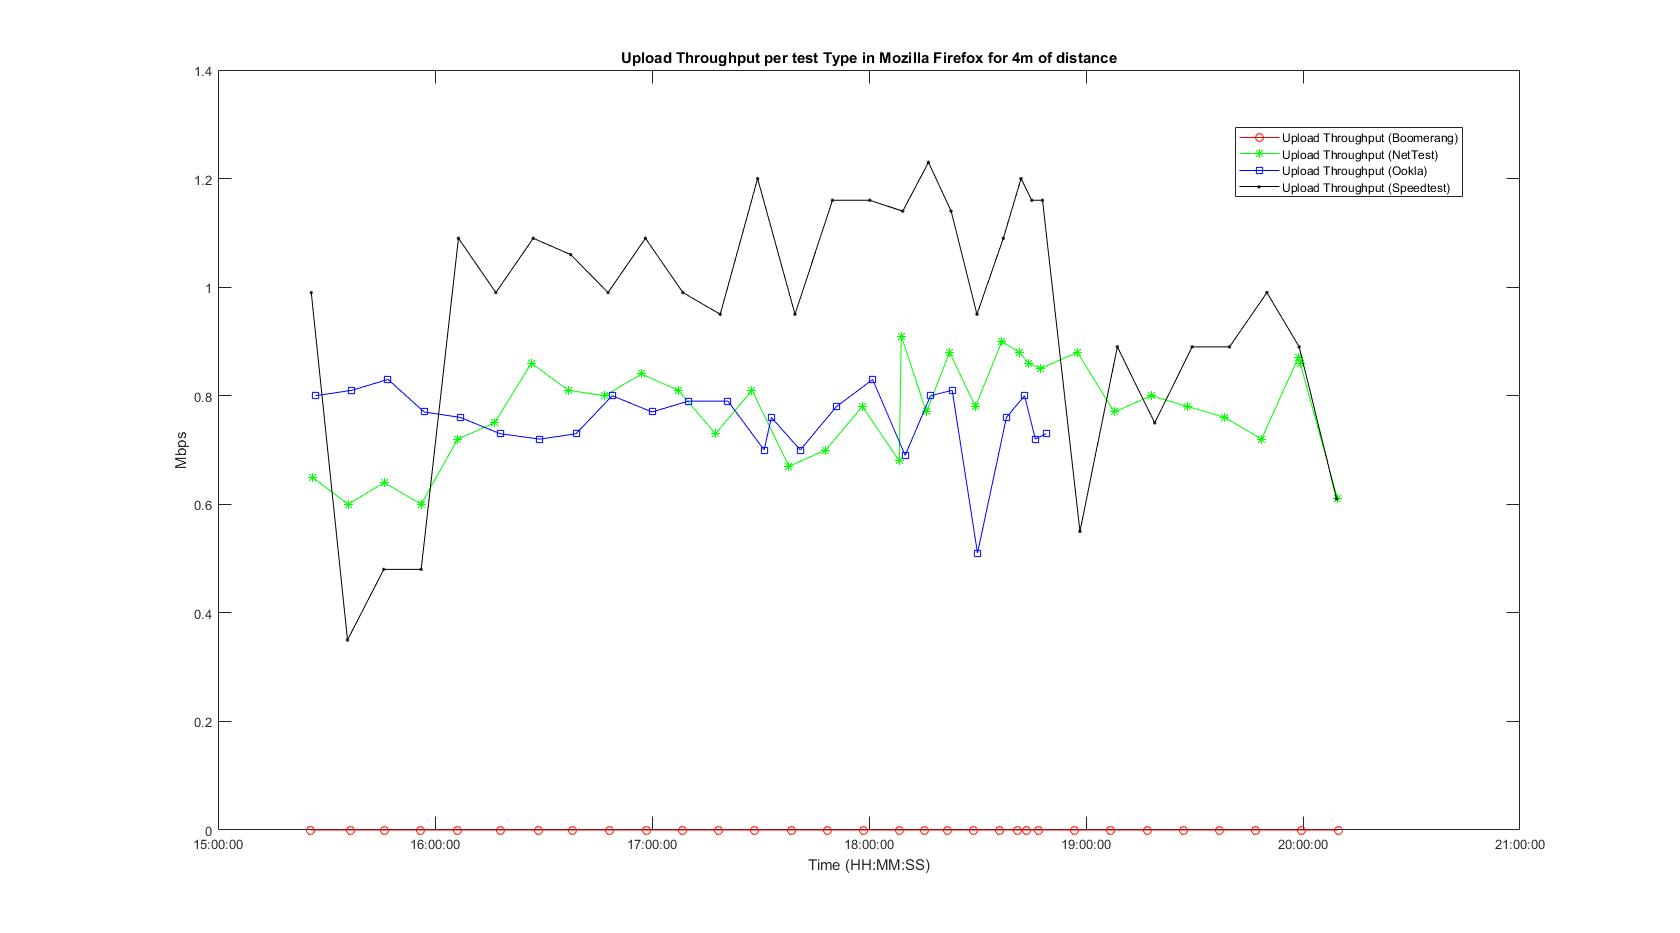 Upload Throughput per test Type in Mozilla Firefox for 4m of distance
1.4
1.2
1
0.8
0.6
0.4
0.2
0
Mbps
Upload Throughput (Boomerang)
Upload Throughput (NetTest)
Upload Throughput (Ookla)
Upload Throughput (Speedtest)
15:00:00 16:00:00 17:00:00 18:00:00 19:00:00 20:00:00 21:00:00
Time (HH:MM:SS)